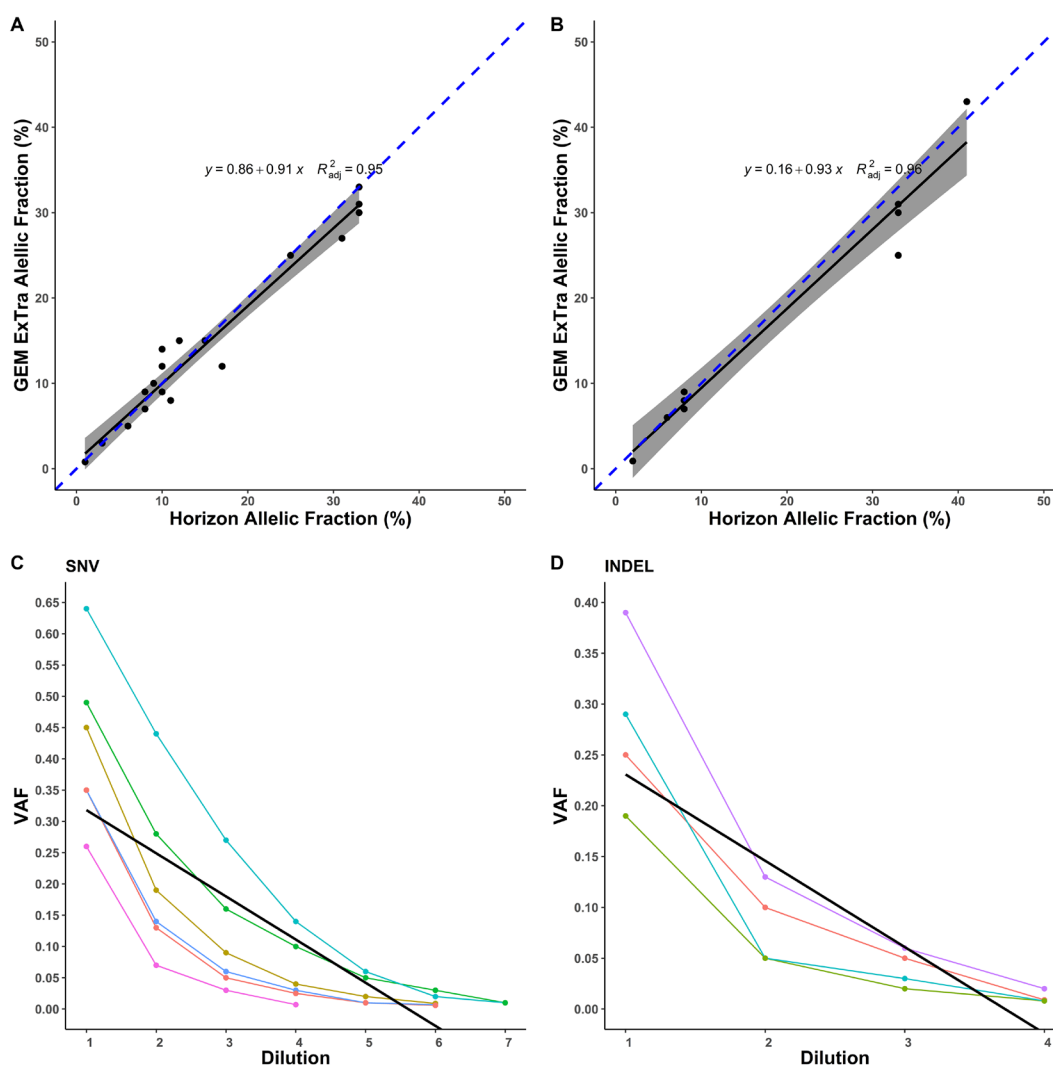 A
50
40
30
20
10
0
GEM ExTra Alellic Fraction (%)
y = 0.86 + 0.91 x R²adj = 0.95
0 10 20 30 40 50
Horizon Allelic Fraction (%)
B
50
40
30
20
10
0
GEM ExTra Alellic Fraction (%)
y = 0.16 + 0.93 x R²adj = 0.96
0 10 20 30 40 50
Horizon Allelic Fraction (%)
C SNV
0.65
0.60
0.55
0.50
0.45
0.40
0.35
0.30
0.25
0.20
0.15
0.10
0.05
0.00
VAF
1 2 3 4 5 6 7
Dilution
D INDEL
0.40
0.35
0.30
0.25
0.20
0.15
0.10
0.05
0.00
VAF
1 2 3 4
Dilution